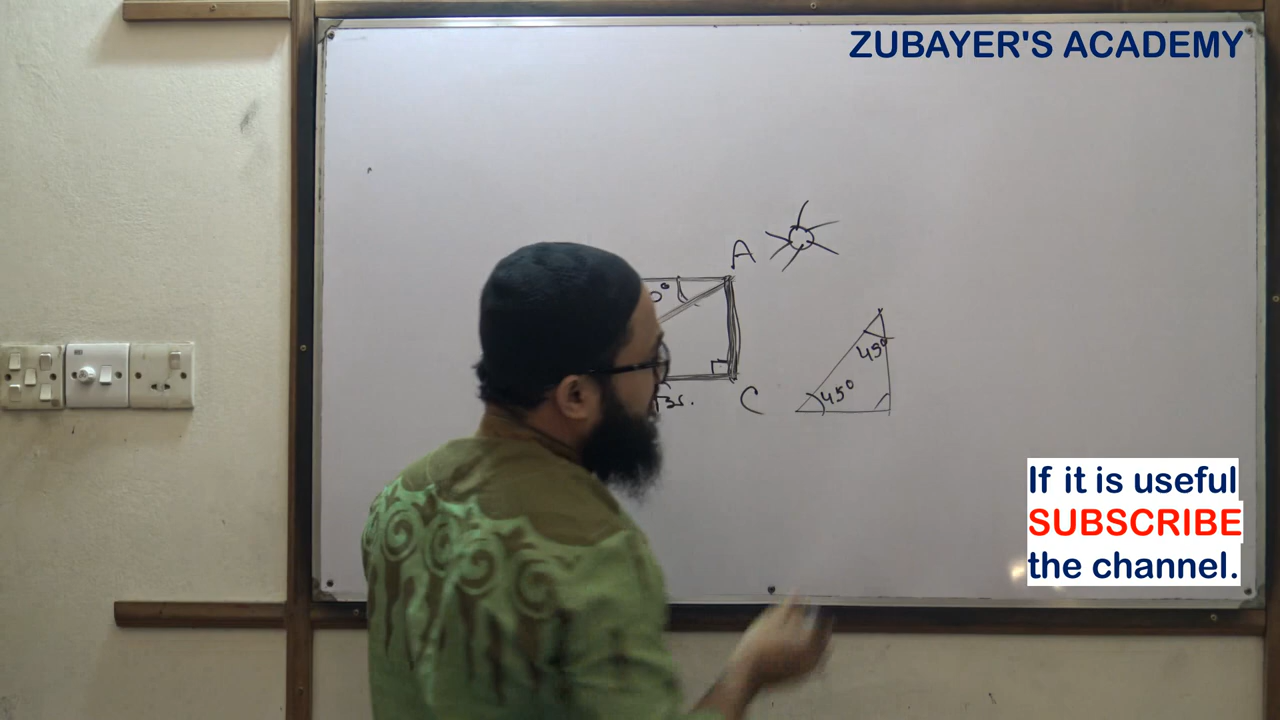 ZUBAYER'S ACADEMY
A
45°
45°
C
If it is useful
SUBSCRIBE
the channel.